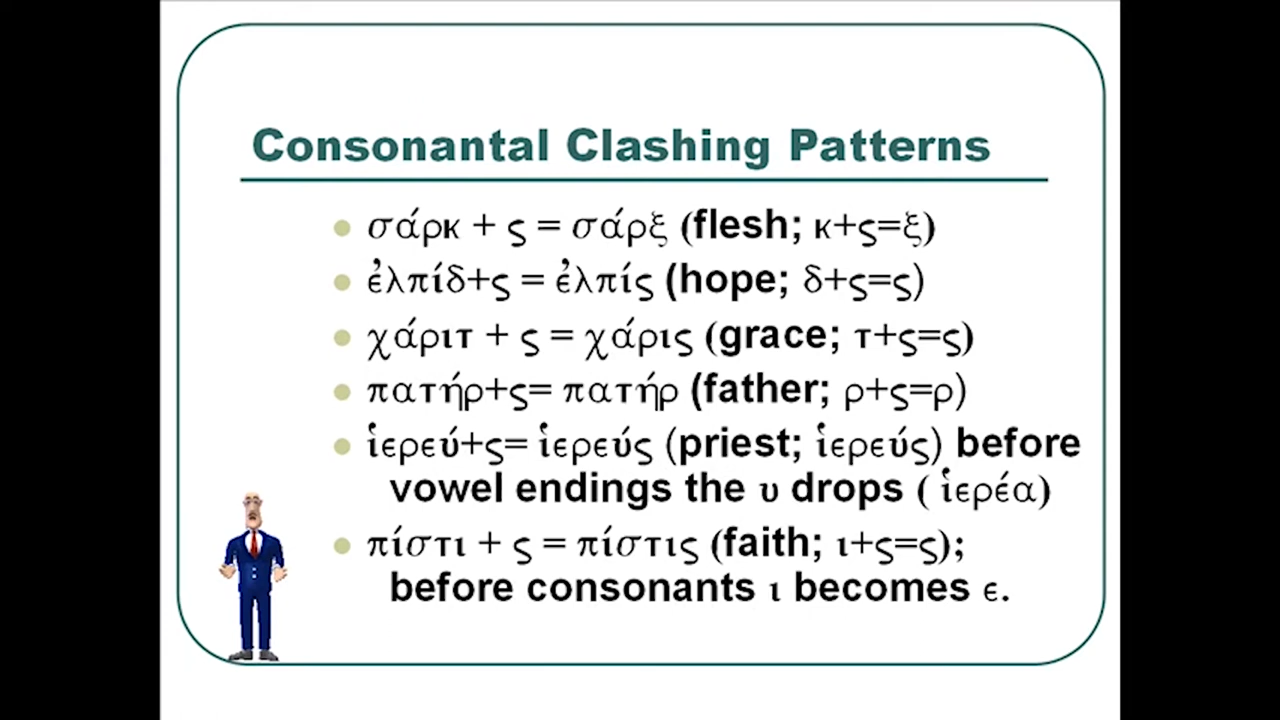 Consonantal Clashing Patterns
σάρκ + ς = σάρξ (flesh; κ+ς=ξ)
ἐλπίδ+ς = ἐλπίς (hope; δ+ς=ς)
χάριτ + ς = χάρις (grace; τ+ς=ς)
πατήρ+ς= πατήρ (father; ρ+ς=ρ)
ἱερεύ+ς= ἱερεύς (priest; ἱερεύς) before
vowel endings the υ drops ( ἱερέα)
πίστι + ς = πίστις (faith; ι+ς=ς);
before consonants ι becomes ε.